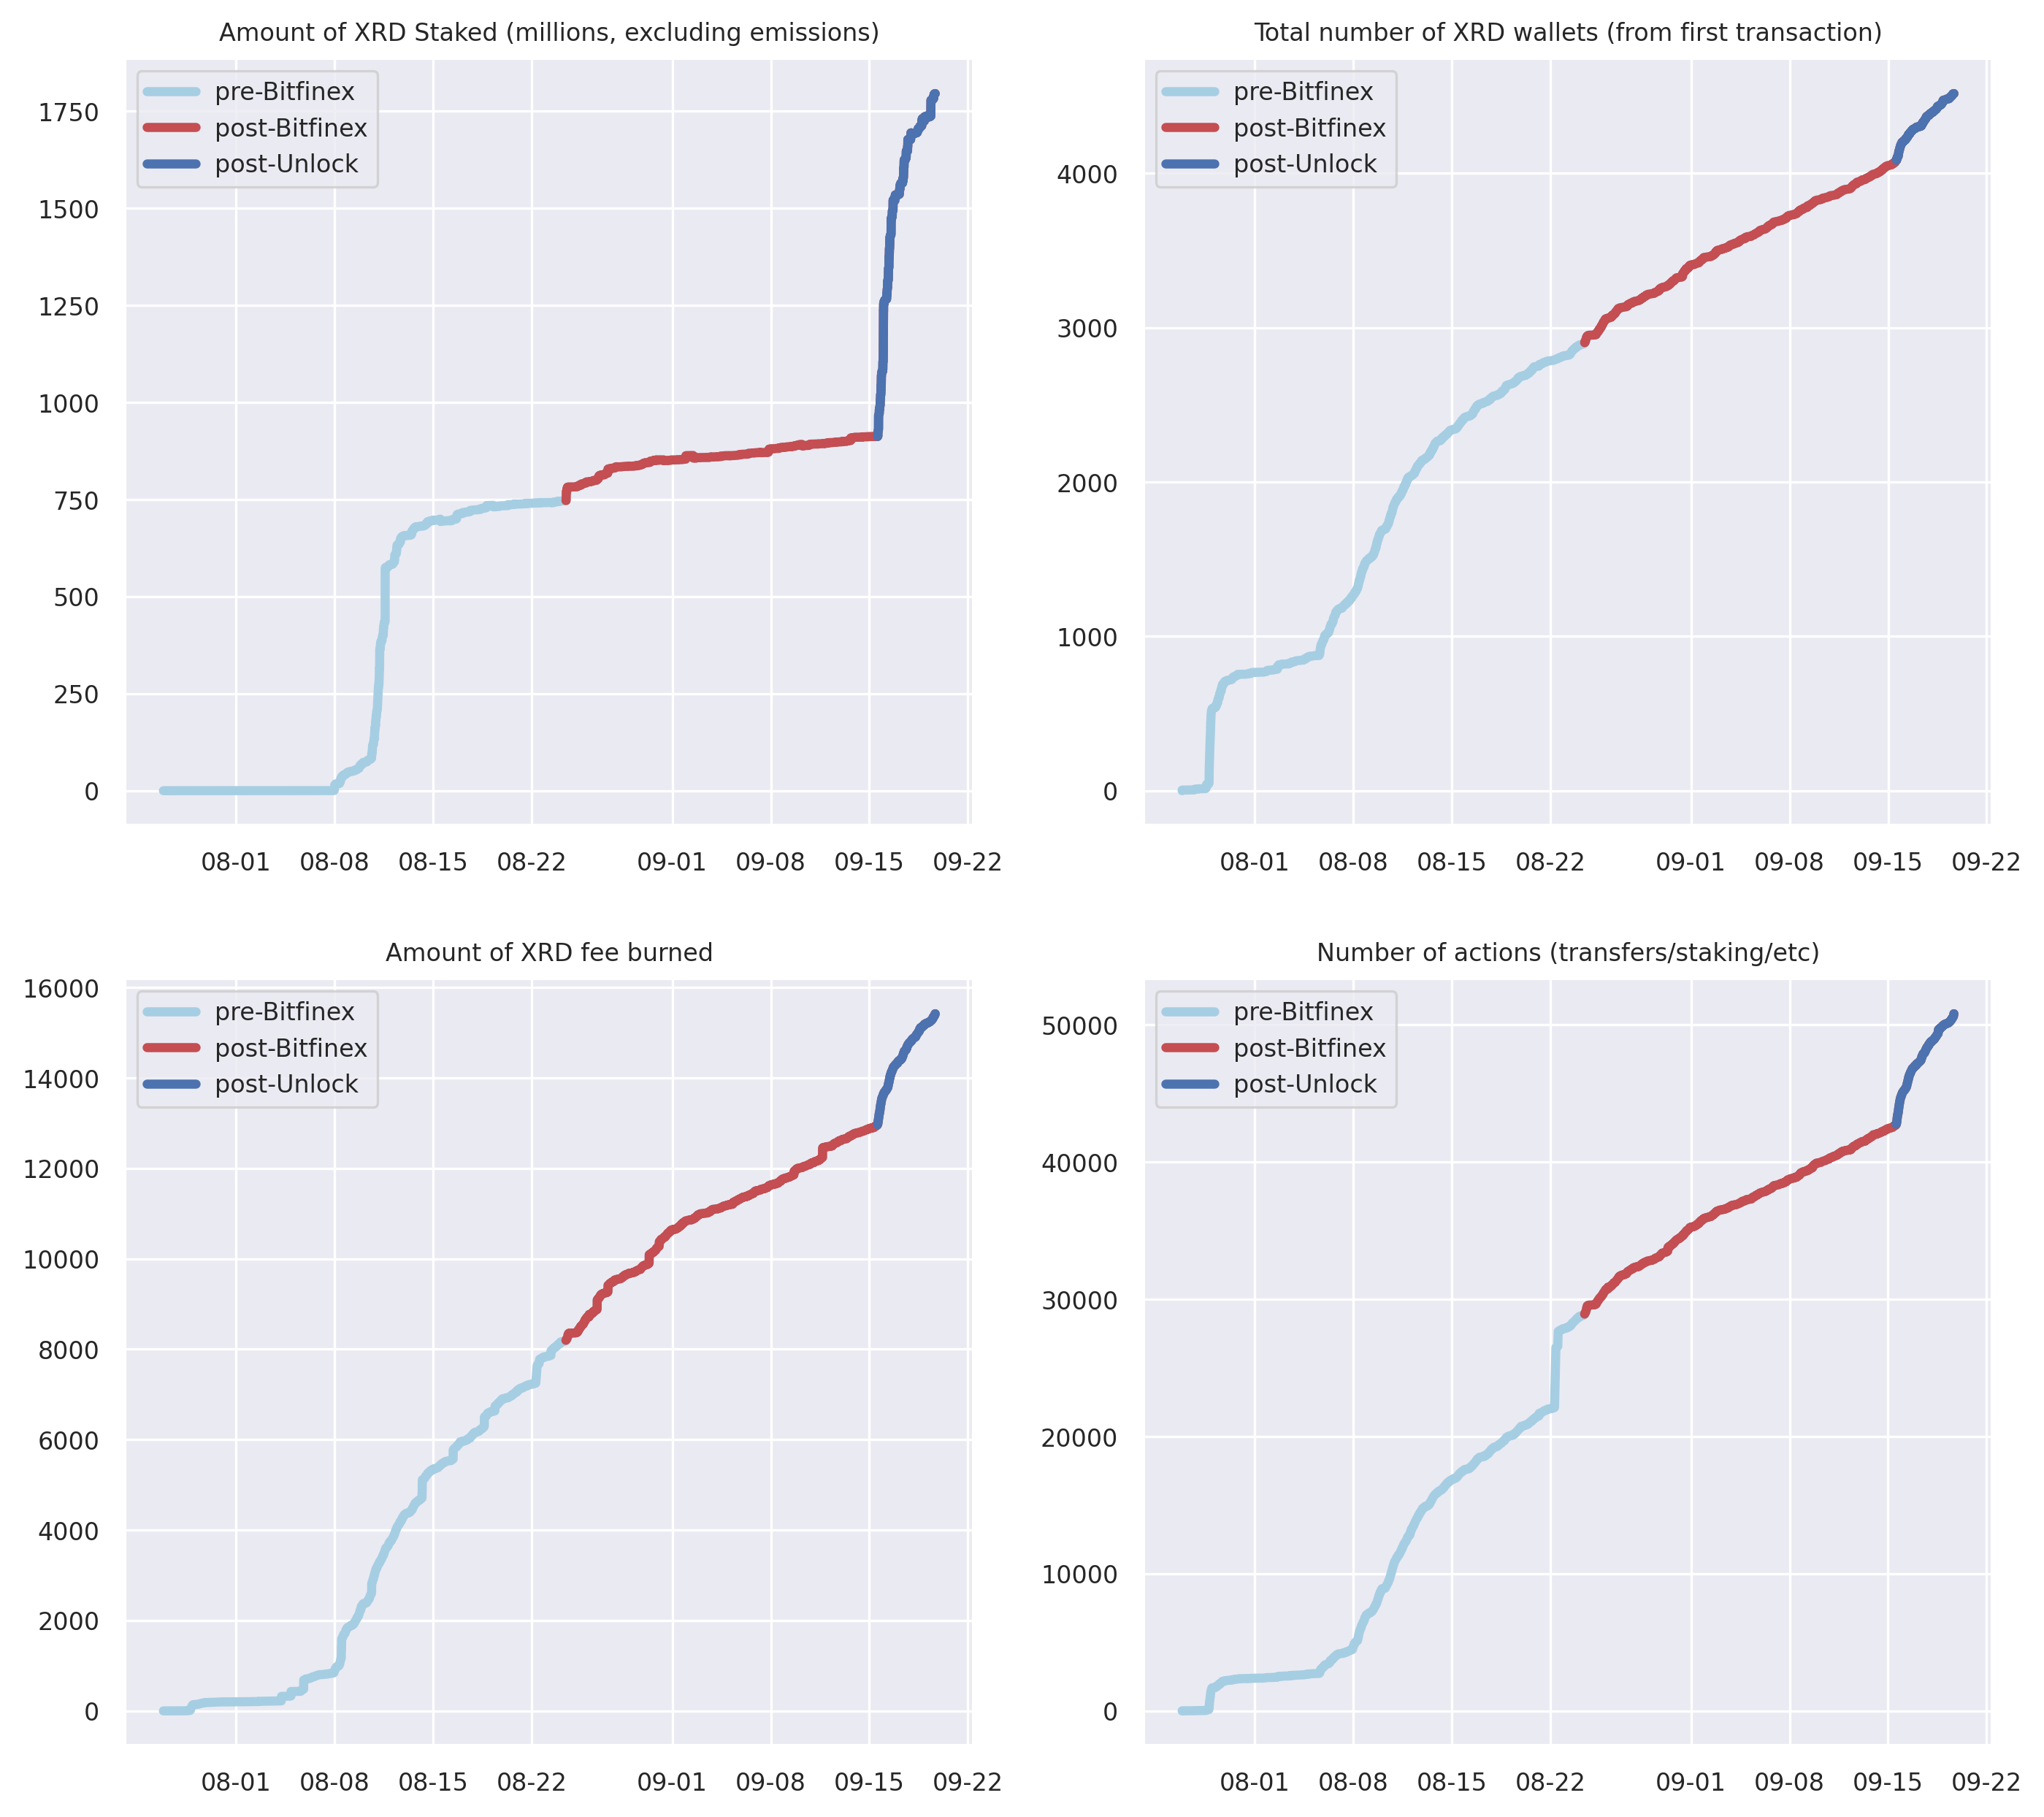 Amount of XRD Staked (millions, excluding emissions)
pre-Bitfinex
post-Bitfinex
post-Unlock
1750
1500
1250
1000
750
500
250
0
08-01 08-08 08-15 08-22 09-01 09-08 09-15 09-22
Total number of XRD wallets (from first transaction)
pre-Bitfinex
post-Bitfinex
post-Unlock
4000
3000
2000
1000
0
08-01 08-08 08-15 08-22 09-01 09-08 09-15 09-22
Amount of XRD fee burned
pre-Bitfinex
post-Bitfinex
post-Unlock
16000
14000
12000
10000
8000
6000
4000
2000
0
08-01 08-08 08-15 08-22 09-01 09-08 09-15 09-22
Number of actions (transfers/staking/etc)
pre-Bitfinex
post-Bitfinex
post-Unlock
50000
40000
30000
20000
10000
0
08-01 08-08 08-15 08-22 09-01 09-08 09-15 09-22